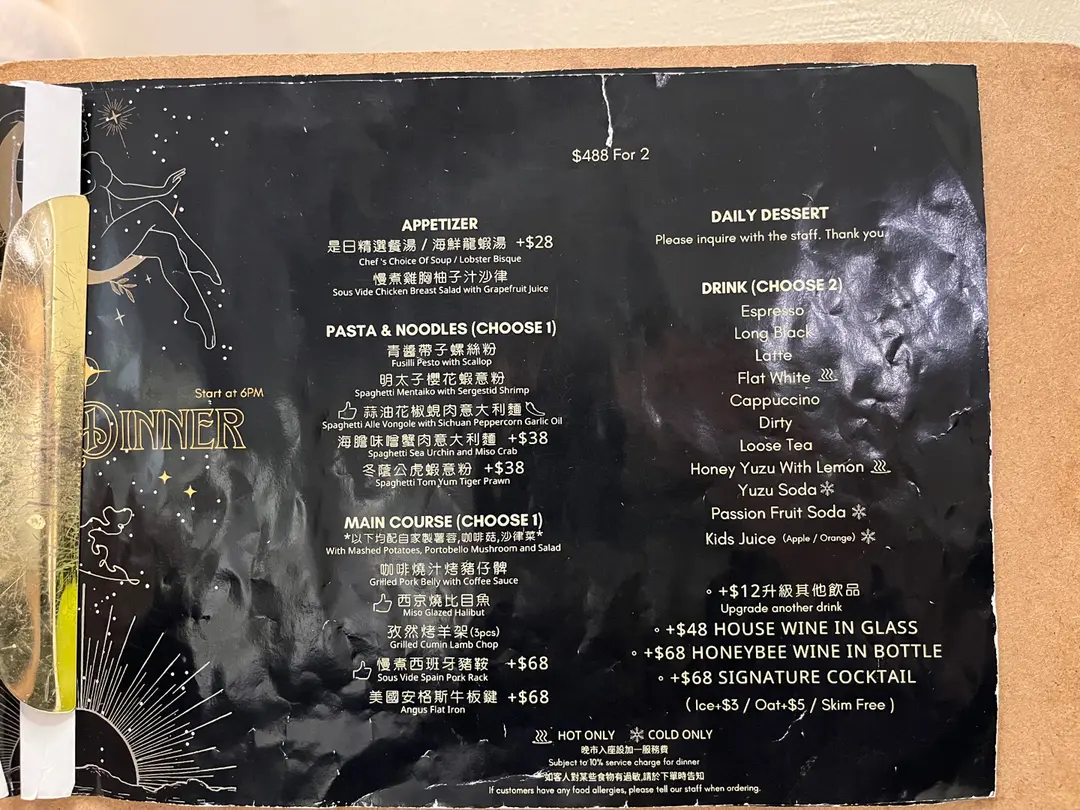 $488 For 2
Start at 6PM
DINNER
APPETIZER
是日精選餐湯 / 海鮮龍蝦湯 +$28
Chef 's Choice Of Soup / Lobster Bisque
慢煮雞胸柚子汁沙律
Sous Vide Chicken Breast Salad with Grapefruit Juice
PASTA & NOODLES (CHOOSE 1)
青醬帶子螺絲粉
Fusilli Pesto with Scallop
明太子櫻花蝦意粉
Spaghetti Mentaiko with Sergestid Shrimp
蒜油花椒蜆肉意大利麵
Spaghetti Alle Vongole with Sichuan Peppercorn Garlic Oil
海膽味噌蟹肉意大利麵 +$38
Spaghetti Sea Urchin and Miso Crab
冬蔭公虎蝦意粉 +$38
Spaghetti Tom Yum Tiger Prawn
MAIN COURSE (CHOOSE 1)
*以下均配自家製薯蓉,咖啡菇,沙律菜*
With Mashed Potatoes, Portobello Mushroom and Salad
咖啡燒汁烤豬仔髀
Grilled Pork Belly with Coffee Sauce
西京燒比目魚
Miso Glazed Halibut
孜然烤羊架(3pcs)
Grilled Cumin Lamb Chop
慢煮西班牙豬鞍 +$68
Sous Vide Spain Pork Rack
美國安格斯牛板鍵 +$68
Angus Flat Iron
DAILY DESSERT
Please inquire with the staff. Thank you.
DRINK (CHOOSE 2)
Espresso
Long Black
Latte
Flat White
Cappuccino
Dirty
Loose Tea
Honey Yuzu With Lemon
Yuzu Soda
Passion Fruit Soda
Kids Juice (Apple / Orange)
+$12升級其他飲品
Upgrade another drink
+$48 HOUSE WINE IN GLASS
+$68 HONEYBEE WINE IN BOTTLE
+$68 SIGNATURE COCKTAIL
( Ice+$3 / Oat+$5 / Skim Free )
HOT ONLY COLD ONLY
晚市入座設加一服務費
Subject to 10% service charge for dinner
如客人對某些食物有過敏,請於下單時告知
If customers have any food allergies, please tell our staff when ordering.